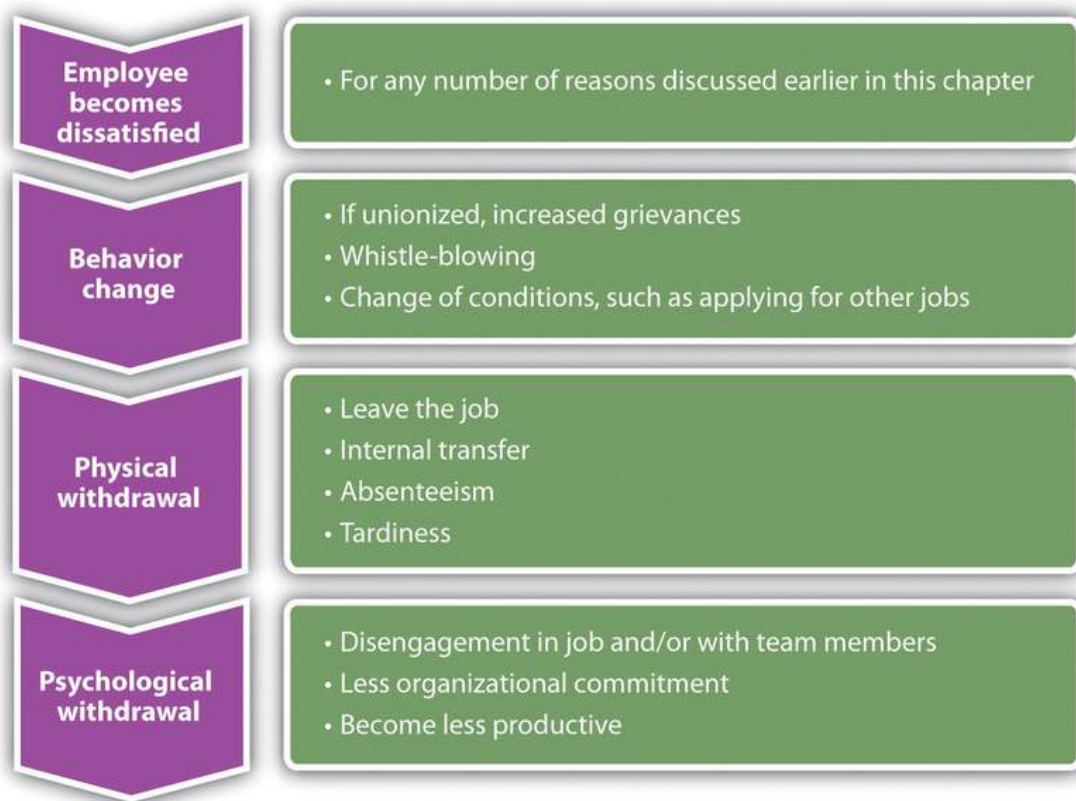 Employee
becomes
dissatisfied
• For any number of reasons discussed earlier in this chapter
Behavior
change
• If unionized, increased grievances
• Whistle-blowing
• Change of conditions, such as applying for other jobs
Physical
withdrawal
• Leave the job
• Internal transfer
• Absenteeism
• Tardiness
Psychological
withdrawal
• Disengagement in job and/or with team members
• Less organizational commitment
• Become less productive